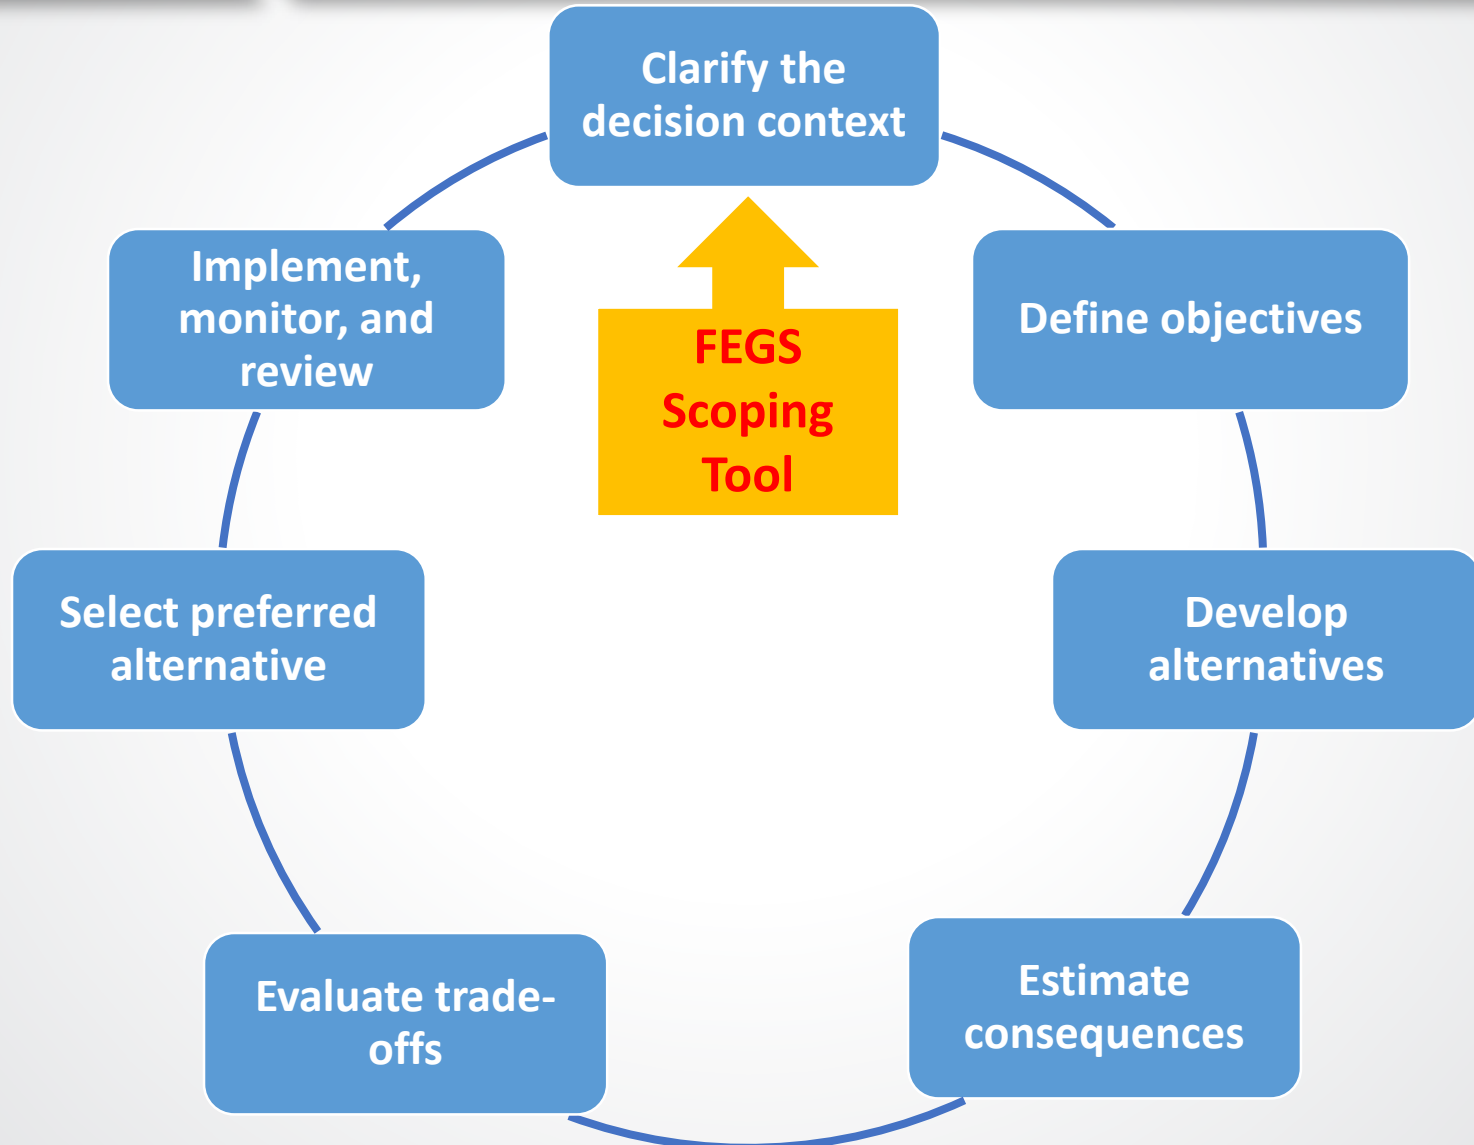 Clarify the
decision context
Implement,
monitor, and
review
FEGS
Scoping
Tool
Define objectives
Select preferred
alternative
Develop
alternatives
Evaluate trade-
offs
Estimate
consequences